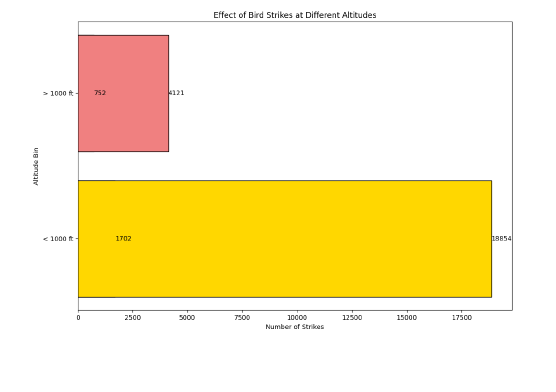 Effect of Bird Strikes at Different Altitudes
> 1000 ft
752
4121
Altitude Bin
< 1000 ft
1702
18854
0 2500 5000 7500 10000 12500 15000 17500
Number of Strikes